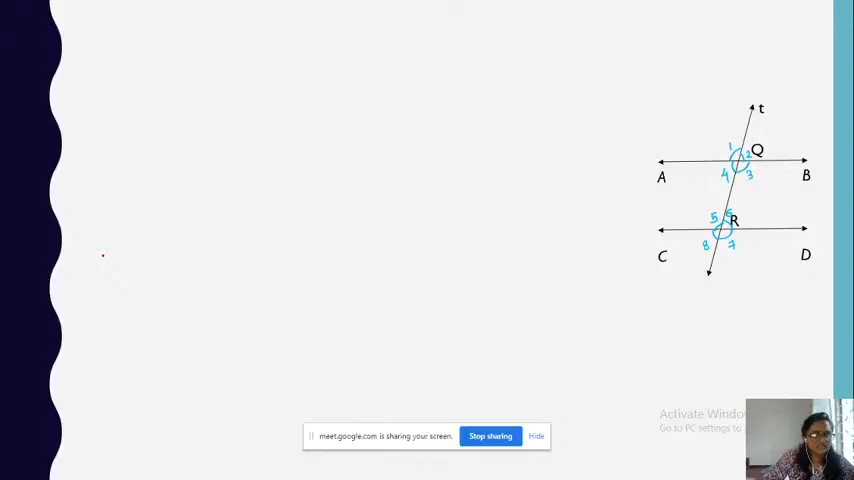 t
1
2
Q
A
4
3
B
5
6
R
C
8
7
D
meet.google.com is sharing your screen.
Stop sharing
Hide
Activate Window
Go to PC settings to